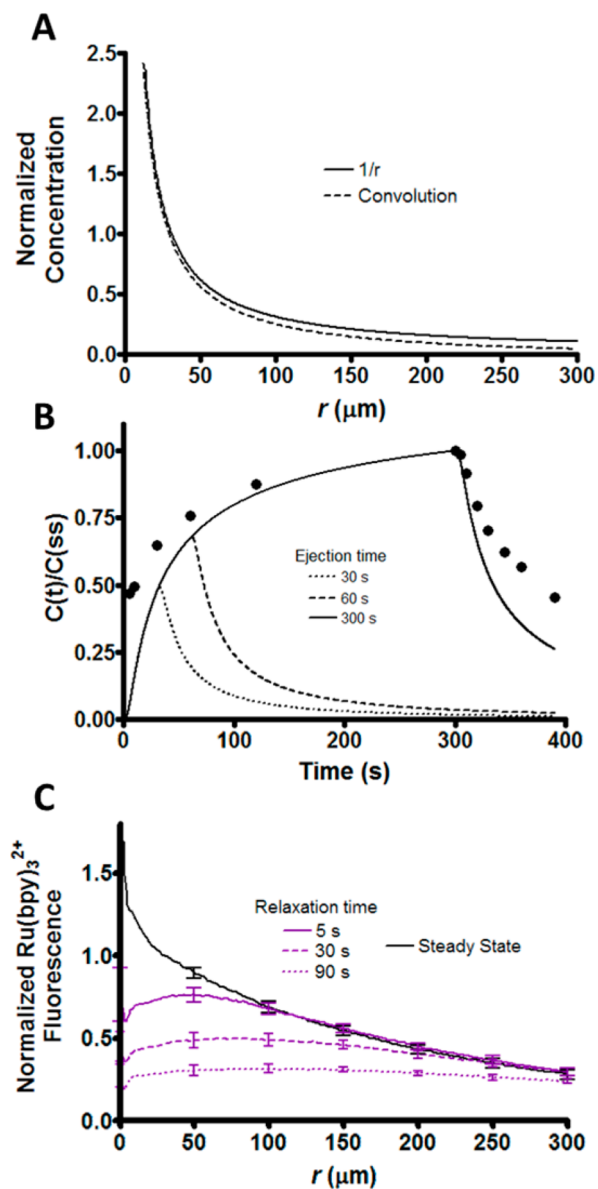 A
Normalized
Concentration
2.5
2.0
1.5
1.0
0.5
0.0
1/r
Convolution
0 50 100 150 200 250 300
r (μm)
B
C(t)/C(ss)
1.00
0.75
0.50
0.25
0.00
Ejection time
30 s
60 s
300 s
0 100 200 300 400
Time (s)
C
Normalized Ru(bpy)₃²⁺
Fluorescence
1.5
1.0
0.5
0.0
Relaxation time
5 s
30 s
90 s
Steady State
0 50 100 150 200 250 300
r (μm)